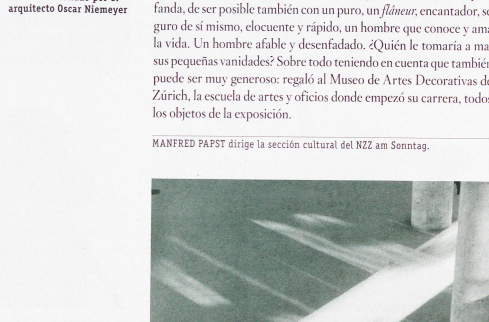 arquitecto Oscar Niemeyer
fanda, de ser posible también con un puro, un flâneur, encantador, se
guro de sí mismo, elocuente y rápido, un hombre que conoce y ama
la vida. Un hombre afable y desenfadado. ¿Quién le tomaría a ma
sus pequeñas vanidades? Sobre todo teniendo en cuenta que también
puede ser muy generoso: regaló al Museo de Artes Decorativas de
Zúrich, la escuela de artes y oficios donde empezó su carrera, todos
los objetos de la exposición.
MANFRED PAPST dirige la sección cultural del NZZ am Sonntag.